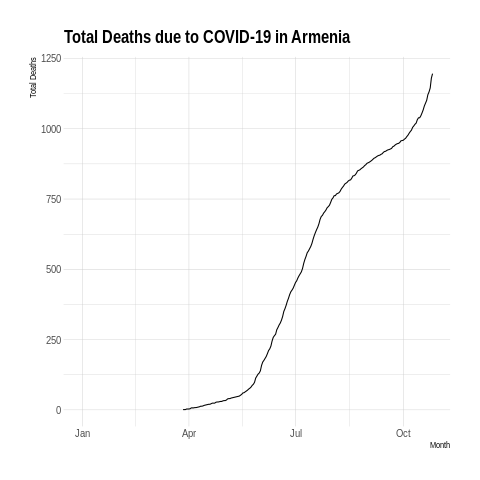 Total Deaths due to COVID-19 in Armenia
Total Deaths
1250
1000
750
500
250
0
Jan Apr Jul Oct
Month